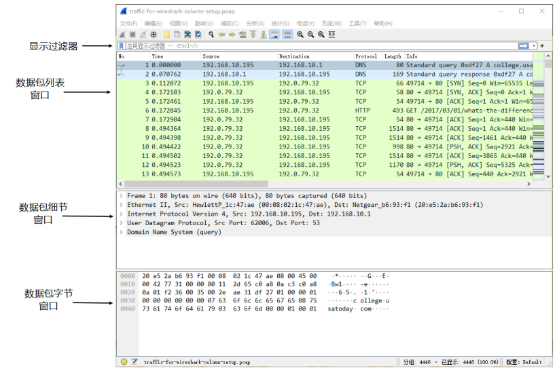 traffic-for-wireshark-column-setup.pcap
文件(F) 编辑(E) 视图(V) 跳转(G) 捕获(C) 分析(A) 统计(S) 电话(Y) 无线(W) 工具(T) 帮助(H)
显示过滤器
应用显示过滤器 … <Ctrl-/>
No. Time Source Destination Protocol Length Info
1 0.000000 192.168.10.195 192.168.10.1 DNS 80 Standard query 0xdf27 A college.usa
2 0.070762 192.168.10.1 192.168.10.195 DNS 169 Standard query response 0xdf27 A co
3 0.112072 192.168.10.195 192.0.79.32 TCP 66 49714 → 80 [SYN] Seq=0 Win=65535 Le
4 0.172103 192.0.79.32 192.168.10.195 TCP 58 80 → 49714 [SYN, ACK] Seq=0 Ack=1 W
5 0.172461 192.168.10.195 192.0.79.32 TCP 54 49714 → 80 [ACK] Seq=1 Ack=1 Win=65
6 0.172845 192.168.10.195 192.0.79.32 HTTP 493 GET /2017/03/01/whats-the-differenc
7 0.172904 192.0.79.32 192.168.10.195 TCP 54 80 → 49714 [ACK] Seq=1 Ack=440 Win=
8 0.494364 192.0.79.32 192.168.10.195 TCP 1514 80 → 49714 [ACK] Seq=1 Ack=440 Win=
9 0.494398 192.0.79.32 192.168.10.195 TCP 1514 80 → 49714 [ACK] Seq=1461 Ack=440 W
10 0.494422 192.0.79.32 192.168.10.195 TCP 998 80 → 49714 [PSH, ACK] Seq=2921 Ack=
11 0.494502 192.0.79.32 192.168.10.195 TCP 1514 80 → 49714 [ACK] Seq=3865 Ack=440 W
12 0.494523 192.0.79.32 192.168.10.195 TCP 1170 80 → 49714 [PSH, ACK] Seq=5325 Ack=
13 0.494573 192.168.10.195 192.0.79.32 TCP 54 49714 → 80 [ACK] Seq=440 Ack=2921 W
数据包列表
窗口
> Frame 1: 80 bytes on wire (640 bits), 80 bytes captured (640 bits)
> Ethernet II, Src: HewlettP_1c:47:ae (00:08:02:1c:47:ae), Dst: Netgear_b6:93:f1 (20:e5:2a:b6:93:f1)
> Internet Protocol Version 4, Src: 192.168.10.195, Dst: 192.168.10.1
> User Datagram Protocol, Src Port: 62006, Dst Port: 53
> Domain Name System (query)
数据包细节
窗口
0000 20 e5 2a b6 93 f1 00 08 02 1c 47 ae 08 00 45 00 ·*····· ··G···E·
0010 00 42 77 31 00 00 80 11 2d 65 c0 a8 0a c3 c0 a8 ·Bw1···· -e······
0020 0a 01 f2 36 00 35 00 2e ae 31 df 27 01 00 00 01 ···6·5·. ·1·'····
0030 00 00 00 00 00 00 07 63 6f 6c 6c 65 67 65 08 75 ·······c ollege·u
0040 73 61 74 6f 64 61 79 03 63 6f 6d 00 00 01 00 01
数据包字节
窗口
traffic-for-wireshark-column-setup.pcap
分组: 4448 · 已显示: 4448 (100.0%)
配置: Default